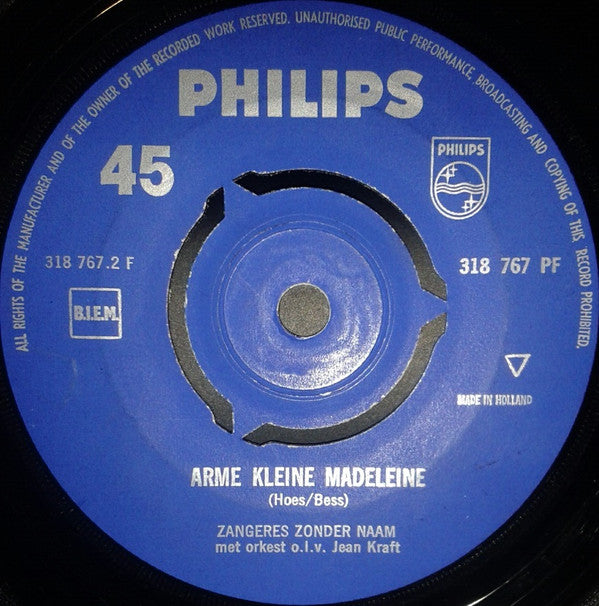 ALL RIGHTS OF THE MANUFACTURER AND OF THE OWNER OF THE RECORDED WORK RESERVED. UNAUTHORISED PUBLIC PERFORMANCE, BROADCASTING AND COPYING OF THIS RECORD PROHIBITED.
PHILIPS
45
PHILIPS
318 767.2 F
318 767 PF
B.I.E.M.
MADE IN HOLLAND
ARME KLEINE MADELEINE
(Hoes/Bess)
ZANGERES ZONDER NAAM
met orkest o.l.v. Jean Kraft